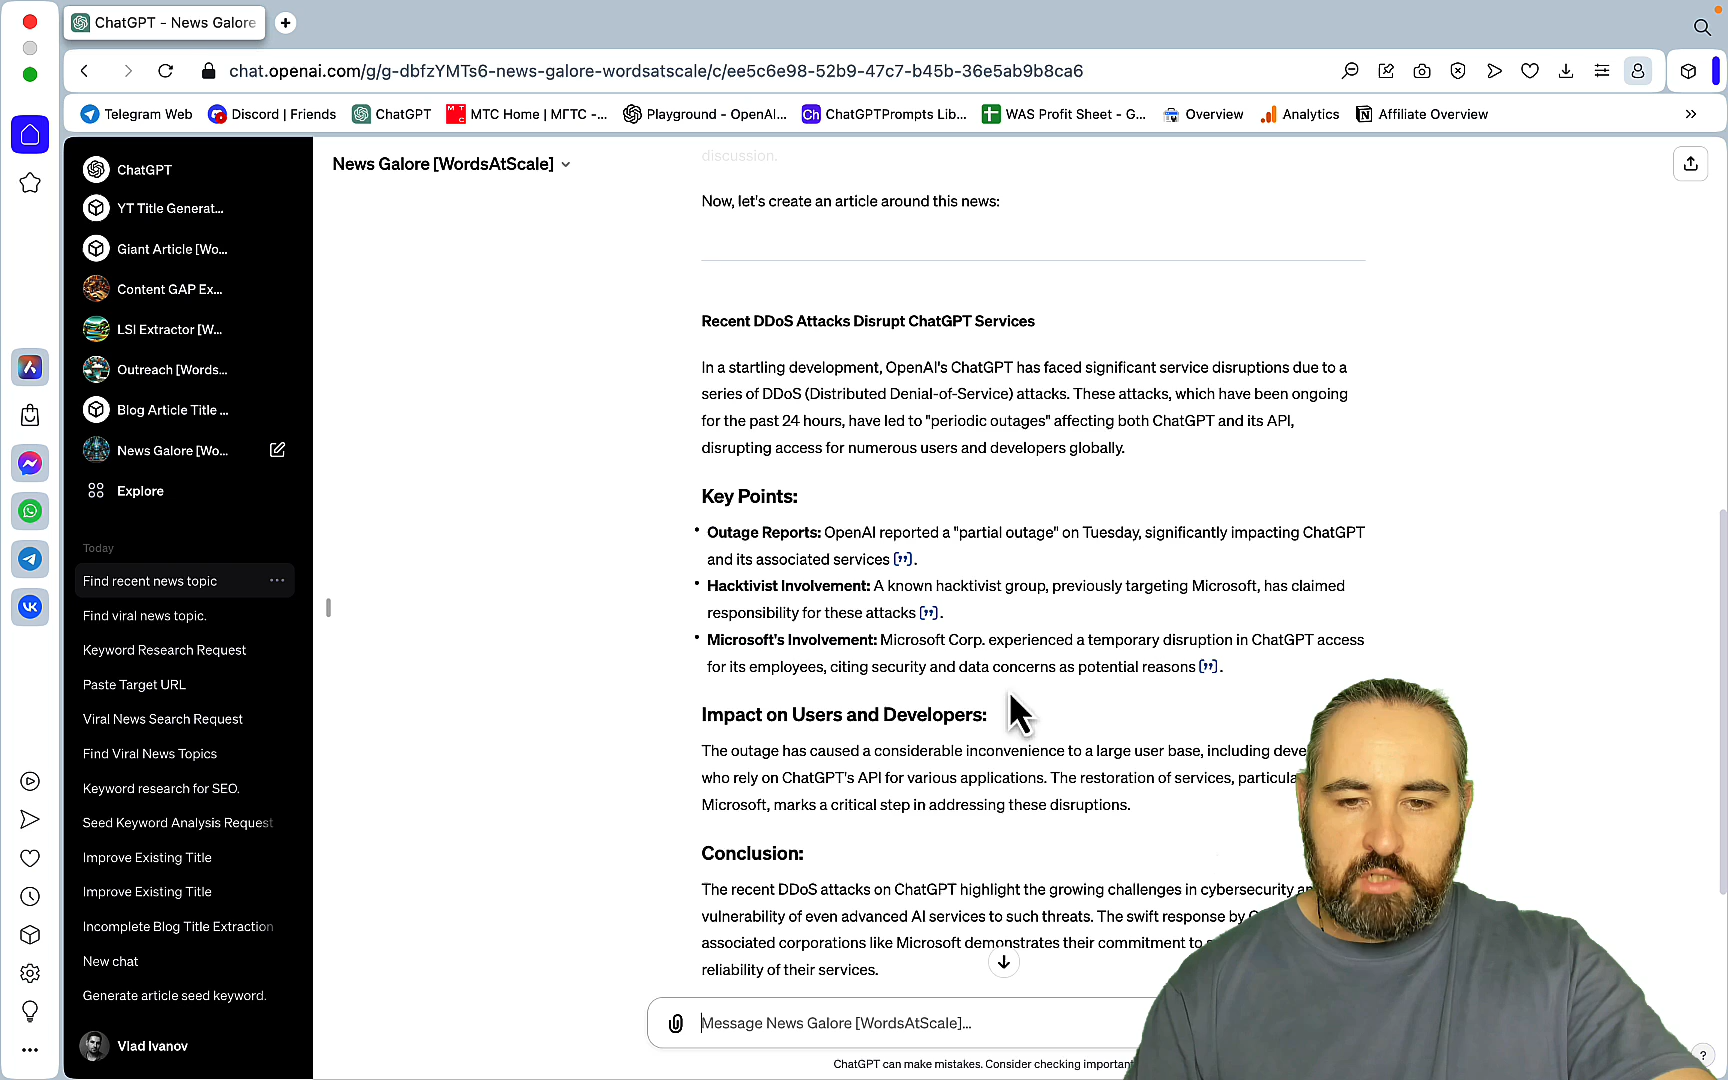 ChatGPT - News Galore
chat.openai.com/g/g-dbfzYMTs6-news-galore-wordsatscale/c/ee5c6e98-52b9-47c7-b45b-36e5ab9b8ca6
Telegram Web
Discord | Friends
ChatGPT
МТС Home | МГТС -...
Playground - OpenAI...
Ch
ChatGPTPrompts Lib...
WAS Profit Sheet - G...
Overview
Analytics
Affiliate Overview
ChatGPT
YT Title Generat...
Giant Article [Wo...
Content GAP Ex...
LSI Extractor [W...
Outreach [Words...
Blog Article Title ...
News Galore [Wo...
Explore
Today
Find recent news topic
Find viral news topic.
Keyword Research Request
Paste Target URL
Viral News Search Request
Find Viral News Topics
Keyword research for SEO.
Seed Keyword Analysis Request
Improve Existing Title
Improve Existing Title
Incomplete Blog Title Extraction
New chat
Generate article seed keyword.
Vlad Ivanov
News Galore [WordsAtScale]
discussion.
Now, let's create an article around this news:
Recent DDoS Attacks Disrupt ChatGPT Services
In a startling development, OpenAI's ChatGPT has faced significant service disruptions due to a
series of DDoS (Distributed Denial-of-Service) attacks. These attacks, which have been ongoing
for the past 24 hours, have led to "periodic outages" affecting both ChatGPT and its API,
disrupting access for numerous users and developers globally.
Key Points:
• Outage Reports: OpenAI reported a "partial outage" on Tuesday, significantly impacting ChatGPT
and its associated services [❞].
• Hacktivist Involvement: A known hacktivist group, previously targeting Microsoft, has claimed
responsibility for these attacks [❞].
• Microsoft's Involvement: Microsoft Corp. experienced a temporary disruption in ChatGPT access
for its employees, citing security and data concerns as potential reasons [❞].
Impact on Users and Developers:
The outage has caused a considerable inconvenience to a large user base, including deve
who rely on ChatGPT's API for various applications. The restoration of services, particula
Microsoft, marks a critical step in addressing these disruptions.
Conclusion:
The recent DDoS attacks on ChatGPT highlight the growing challenges in cybersecurity an
vulnerability of even advanced AI services to such threats. The swift response by
associated corporations like Microsoft demonstrates their commitment to
reliability of their services.
Message News Galore [WordsAtScale]...
ChatGPT can make mistakes. Consider checking important
?